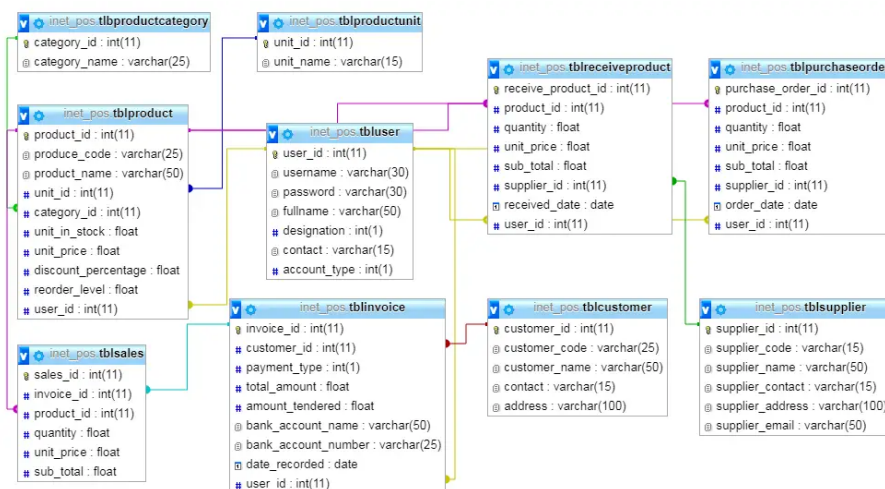 inet_pos.tlbproductcategory
category_id : int(11)
category_name : varchar(25)
inet_pos.tblproductunit
unit_id : int(11)
unit_name : varchar(15)
inet_pos.tblreceiveproduct
receive_product_id : int(11)
product_id : int(11)
quantity : float
unit_price : float
sub_total : float
supplier_id : int(11)
received_date : date
user_id : int(11)
inet_pos.tblpurchaseorde
purchase_order_id : int(11)
product_id : int(11)
quantity : float
unit_price : float
sub_total : float
supplier_id : int(11)
order_date : date
user_id : int(11)
inet_pos.tblproduct
product_id : int(11)
produce_code : varchar(25)
product_name : varchar(50)
unit_id : int(11)
category_id : int(11)
unit_in_stock : float
unit_price : float
discount_percentage : float
reorder_level : float
user_id : int(11)
inet_pos.tbluser
user_id : int(11)
username : varchar(30)
password : varchar(30)
fullname : varchar(50)
designation : int(1)
contact : varchar(15)
account_type : int(1)
inet_pos.tblinvoice
invoice_id : int(11)
customer_id : int(11)
payment_type : int(1)
total_amount : float
amount_tendered : float
bank_account_name : varchar(50)
bank_account_number : varchar(25)
date_recorded : date
user_id : int(11)
inet_pos.tblcustomer
customer_id : int(11)
customer_code : varchar(25)
customer_name : varchar(50)
contact : varchar(15)
address : varchar(100)
inet_pos.tblsupplier
supplier_id : int(11)
supplier_code : varchar(15)
supplier_name : varchar(50)
supplier_contact : varchar(15)
supplier_address : varchar(100)
supplier_email : varchar(50)
inet_pos.tblsales
sales_id : int(11)
invoice_id : int(11)
product_id : int(11)
quantity : float
unit_price : float
sub_total : float